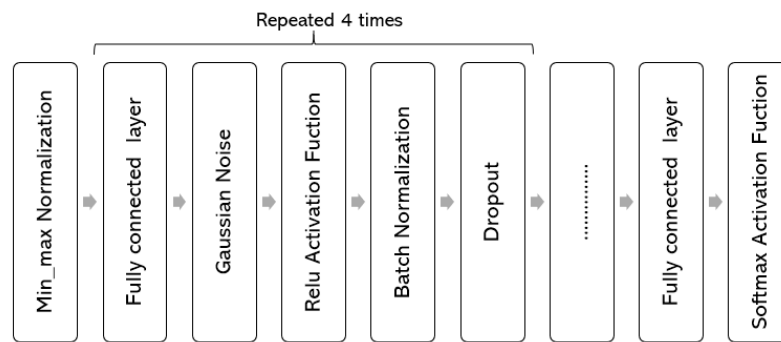 Repeated 4 times
Min_max Normalization
Fully connected layer
Gaussian Noise
Relu Activation Fuction
Batch Normalization
Dropout
...............
Fully connected layer
Softmax Activation Fuction